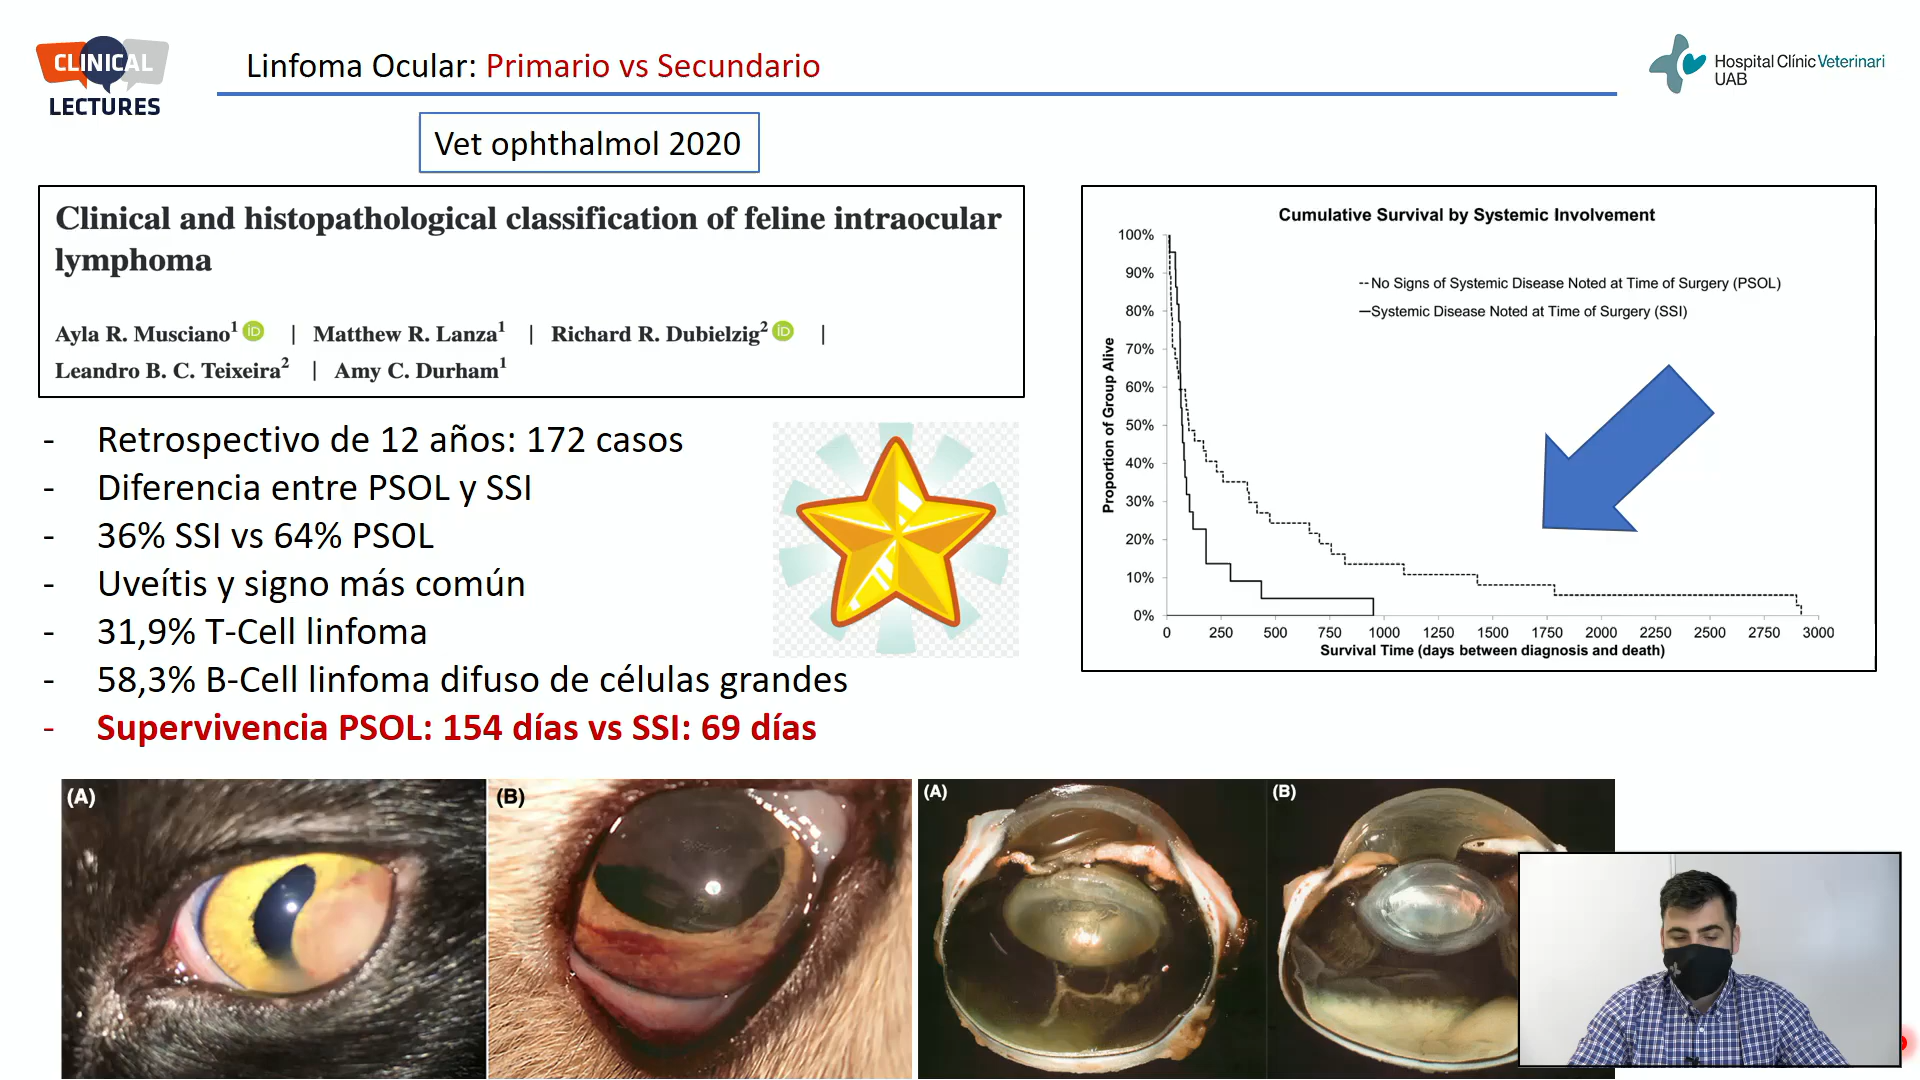 CLINICAL
LECTURES
Linfoma Ocular: Primario vs Secundario
Hospital Clínic Veterinari
UAB
Vet ophthalmol 2020
Clinical and histopathological classification of feline intraocular
lymphoma
Ayla R. Musciano1 iD | Matthew R. Lanza1 | Richard R. Dubielzig2 iD |
Leandro B. C. Teixeira2 | Amy C. Durham1
- Retrospectivo de 12 años: 172 casos
- Diferencia entre PSOL y SSI
- 36% SSI vs 64% PSOL
- Uveítis y signo más común
- 31,9% T-Cell linfoma
- 58,3% B-Cell linfoma difuso de células grandes
- Supervivencia PSOL: 154 días vs SSI: 69 días
Cumulative Survival by Systemic Involvement
No Signs of Systemic Disease Noted at Time of Surgery (PSOL)
Systemic Disease Noted at Time of Surgery (SSI)
Proportion of Group Alive
100%
90%
80%
70%
60%
50%
40%
30%
20%
10%
0%
0 250 500 750 1000 1250 1500 1750 2000 2250 2500 2750 3000
Survival Time (days between diagnosis and death)
(A)
(B)
(A)
(B)